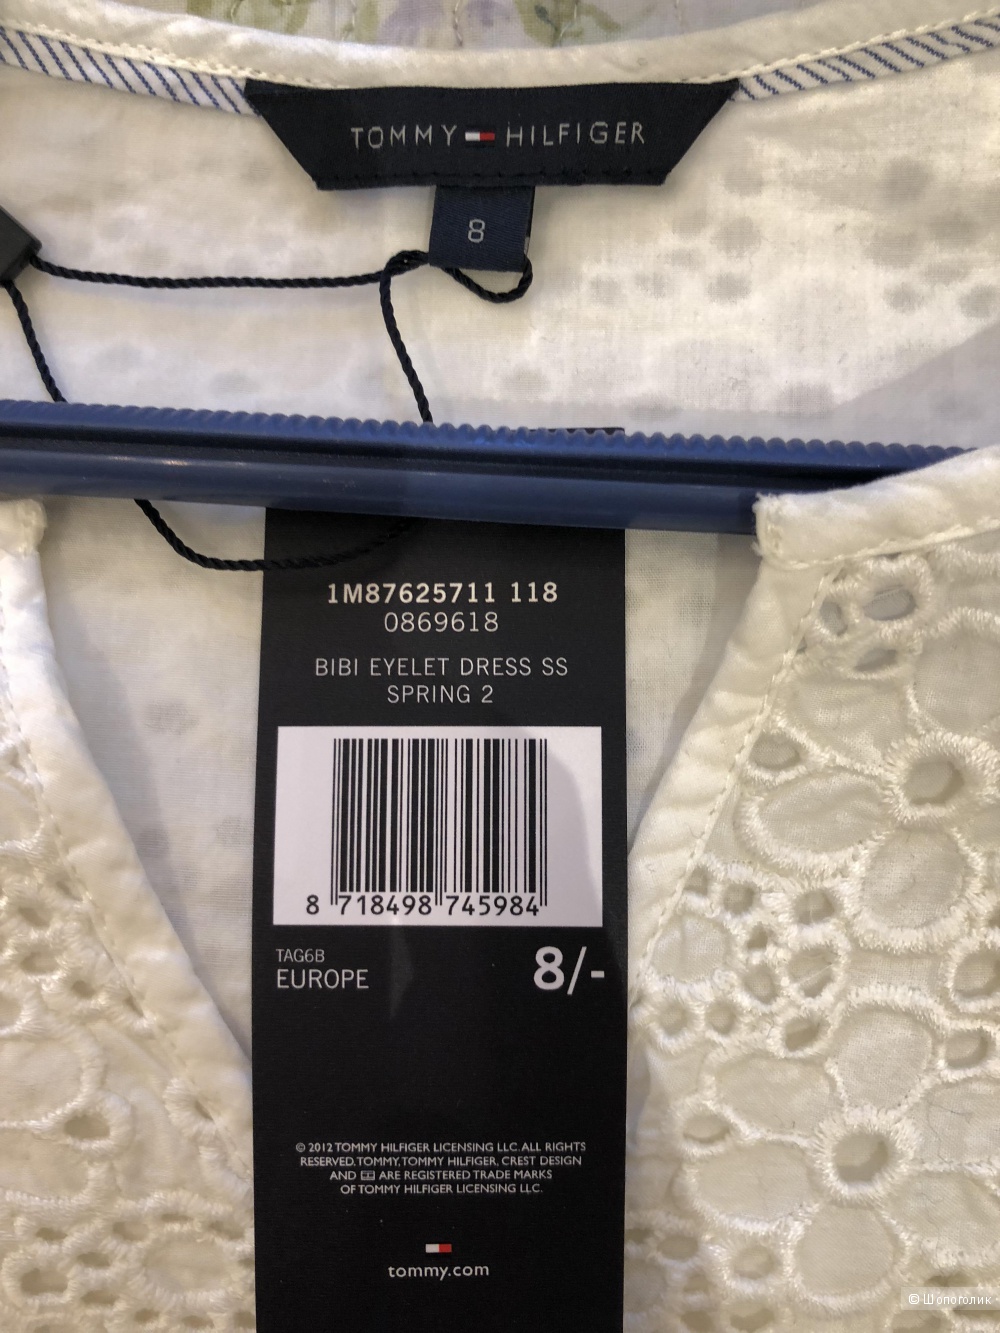 TOMMY HILFIGER
8
1M87625711 118
0869618
BIBI EYELET DRESS SS
SPRING 2
8 718498 745984
TAG6B
EUROPE
8/-
© 2012 TOMMY HILFIGER LICENSING LLC. ALL RIGHTS
RESERVED. TOMMY, TOMMY HILFIGER, CREST DESIGN
AND ARE REGISTERED TRADE MARKS
OF TOMMY HILFIGER LICENSING LLC.
tommy.com
© Шопоголик